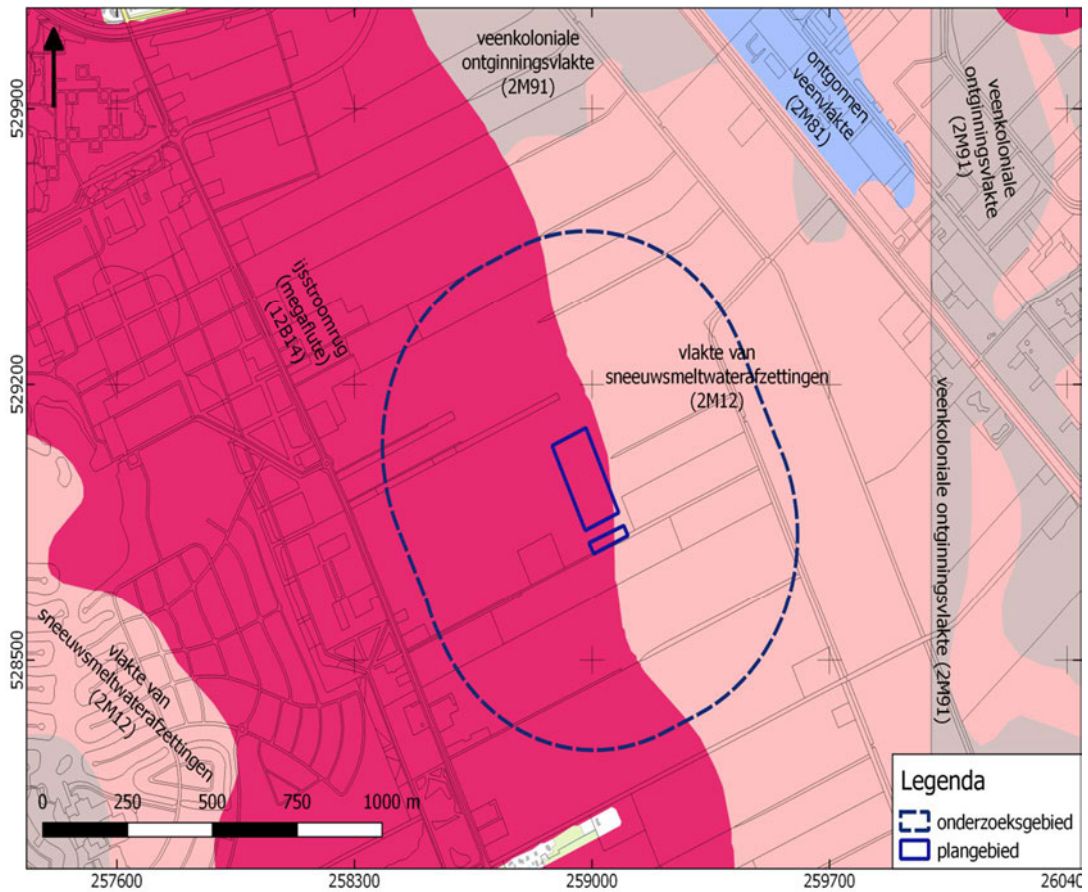 veenkoloniale
ontginningsvlakte
(2M91)
ontgonnen
veenvlakte
(2M81)
veenkoloniale
ontginningsvlakte
(2M91)
529900
ijsstroomrug
(megaflute)
(12B14)
529200
vlakte van
sneeuwsmeltwaterafzettingen
(2M12)
veenkoloniale ontginningsvlakte (2M91)
528500
vlakte van
sneeuwsmeltwaterafzettingen
(2M12)
0 250 500 750 1000 m
Legenda
onderzoeksgebied
plangebied
257600 258300 259000 259700 26040